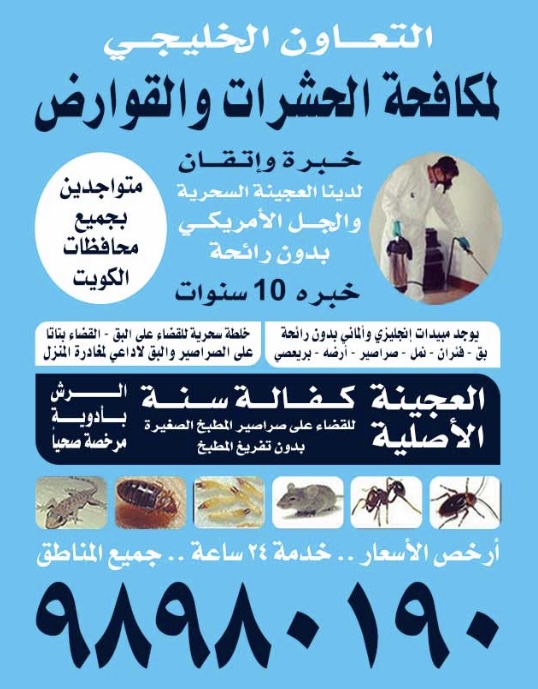 التعاون الخليجي
لمكافحة الحشرات والقوارض
خبرة وإتقان
لدينا العجينة السحرية
والجل الأمريكي
بدون رائحة
خبره 10 سنوات
متواجدين
بجميع
محافظات
الكويت
يوجد مبيدات إنجليزي وألماني بدون رائحة
بق - فئران - نمل - صراصير - أرضه - بريعصي
خلطة سحرية للقضاء على البق - القضاء بتاتا
على الصراصير والبق لاداعي لمغادرة المنزل
العجينة
الأصلية
كفالة سنة
للقضاء على صراصير المطبخ الصغيرة
بدون تفريغ المطبخ
الرش
بأدوية
مرخصة صحياً
أرخص الأسعار .. خدمة ٢٤ ساعة .. جميع المناطق
٩٨٩٨٠١٩٠